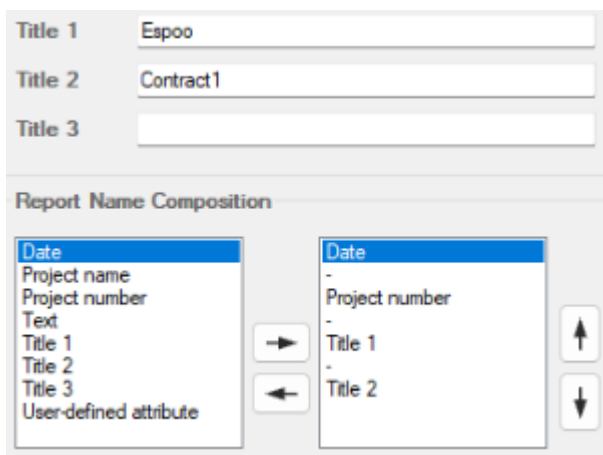 Title 1 Espoo
Title 2 Contract1
Title 3
Report Name Composition
Date
Project name
Project number
Text
Title 1
Title 2
Title 3
User-defined attribute
Date
-
Project number
-
Title 1
-
Title 2